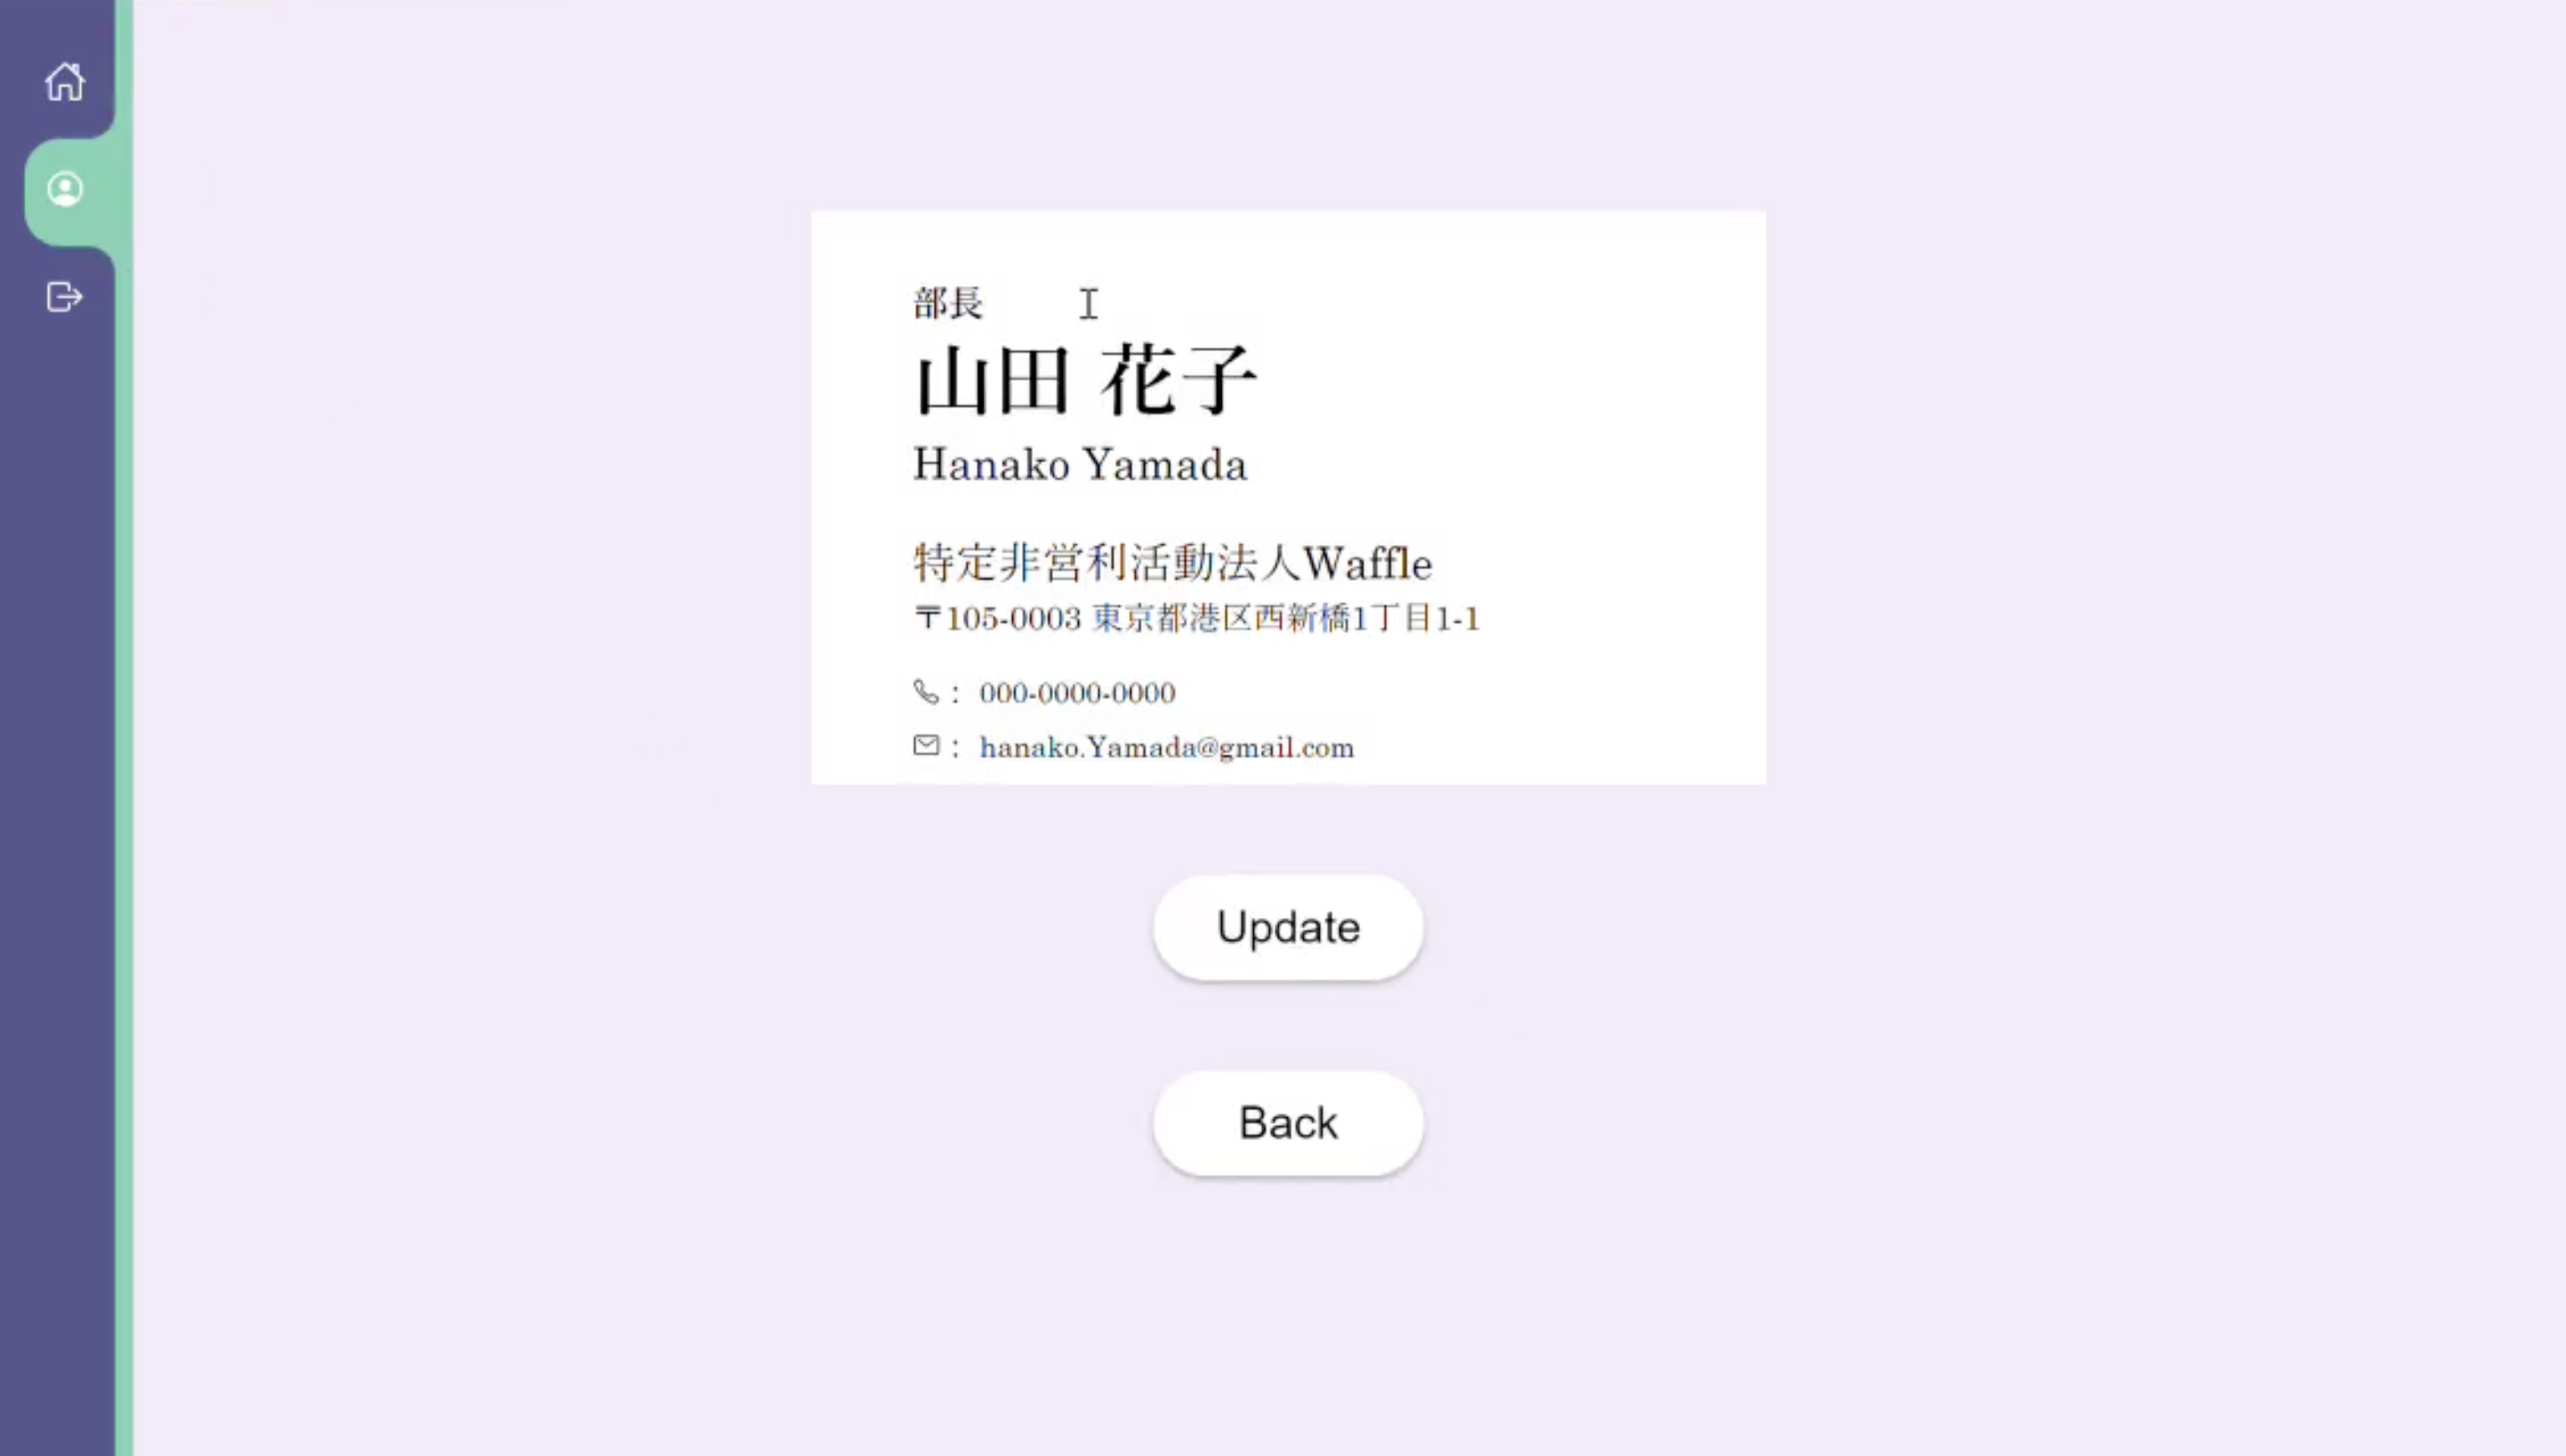 部長
山田 花子
Hanako Yamada
特定非営利活動法人Waffle
〒105-0003 東京都港区西新橋1丁目1-1
: 000-0000-0000
: hanako.Yamada@gmail.com
Update
Back